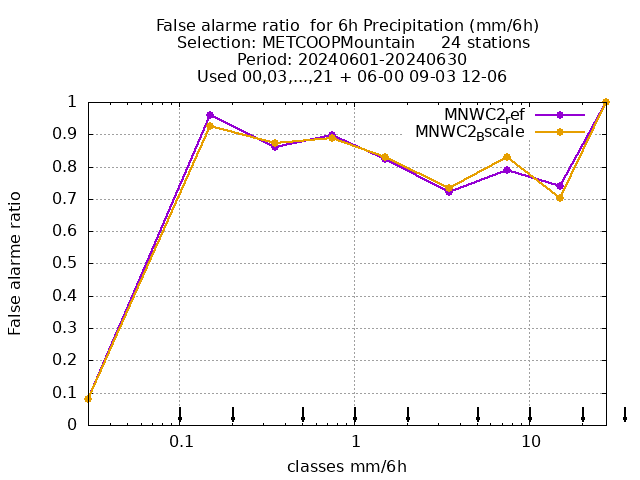 False alarme ratio  for 6h Precipitation (mm/6h)
Selection: METCOOPMountain     24 stations
Period: 20240601-20240630
Used 00,03,...,21 + 06-00 09-03 12-06
MNWC2ref
MNWC2Bscale
1
0.9
0.8
0.7
0.6
0.5
0.4
0.3
0.2
0.1
0
False alarme ratio
0.1 1 10
classes mm/6h